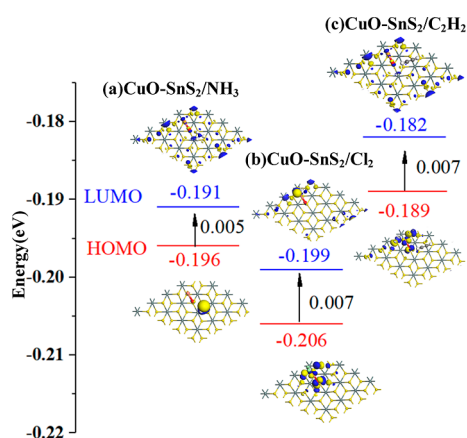 (c)CuO-SnS₂/C₂H₂
(a)CuO-SnS₂/NH₃
(b)CuO-SnS₂/Cl₂
Energy(eV)
-0.18
-0.19
-0.20
-0.21
-0.22
LUMO
HOMO
-0.191
0.005
-0.196
-0.199
0.007
-0.206
-0.182
0.007
-0.189